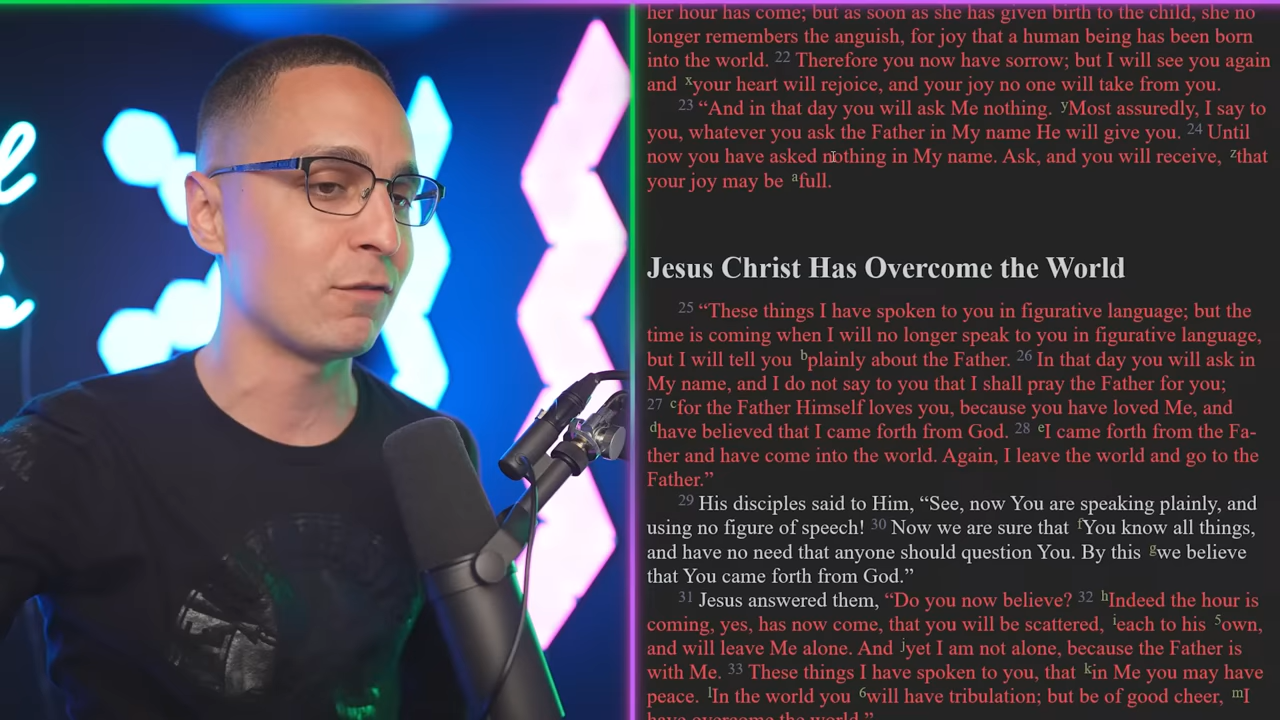 her hour has come; but as soon as she has given birth to the child, she no
longer remembers the anguish, for joy that a human being has been born
into the world. 22 Therefore you now have sorrow; but I will see you again
and xyour heart will rejoice, and your joy no one will take from you.
23 “And in that day you will ask Me nothing. yMost assuredly, I say to
you, whatever you ask the Father in My name He will give you. 24 Until
now you have asked nothing in My name. Ask, and you will receive, zthat
your joy may be afull.
Jesus Christ Has Overcome the World
25 “These things I have spoken to you in figurative language; but the
time is coming when I will no longer speak to you in figurative language,
but I will tell you bplainly about the Father. 26 In that day you will ask in
My name, and I do not say to you that I shall pray the Father for you;
27 cfor the Father Himself loves you, because you have loved Me, and
dhave believed that I came forth from God. 28 eI came forth from the Fa-
ther and have come into the world. Again, I leave the world and go to the
Father.”
29 His disciples said to Him, “See, now You are speaking plainly, and
using no figure of speech! 30 Now we are sure that fYou know all things,
and have no need that anyone should question You. By this gwe believe
that You came forth from God.”
31 Jesus answered them, “Do you now believe? 32 hIndeed the hour is
coming, yes, has now come, that you will be scattered, ieach to his 5own,
and will leave Me alone. And jyet I am not alone, because the Father is
with Me. 33 These things I have spoken to you, that kin Me you may have
peace. lIn the world you 6will have tribulation; but be of good cheer, mI
have overcome the world.”